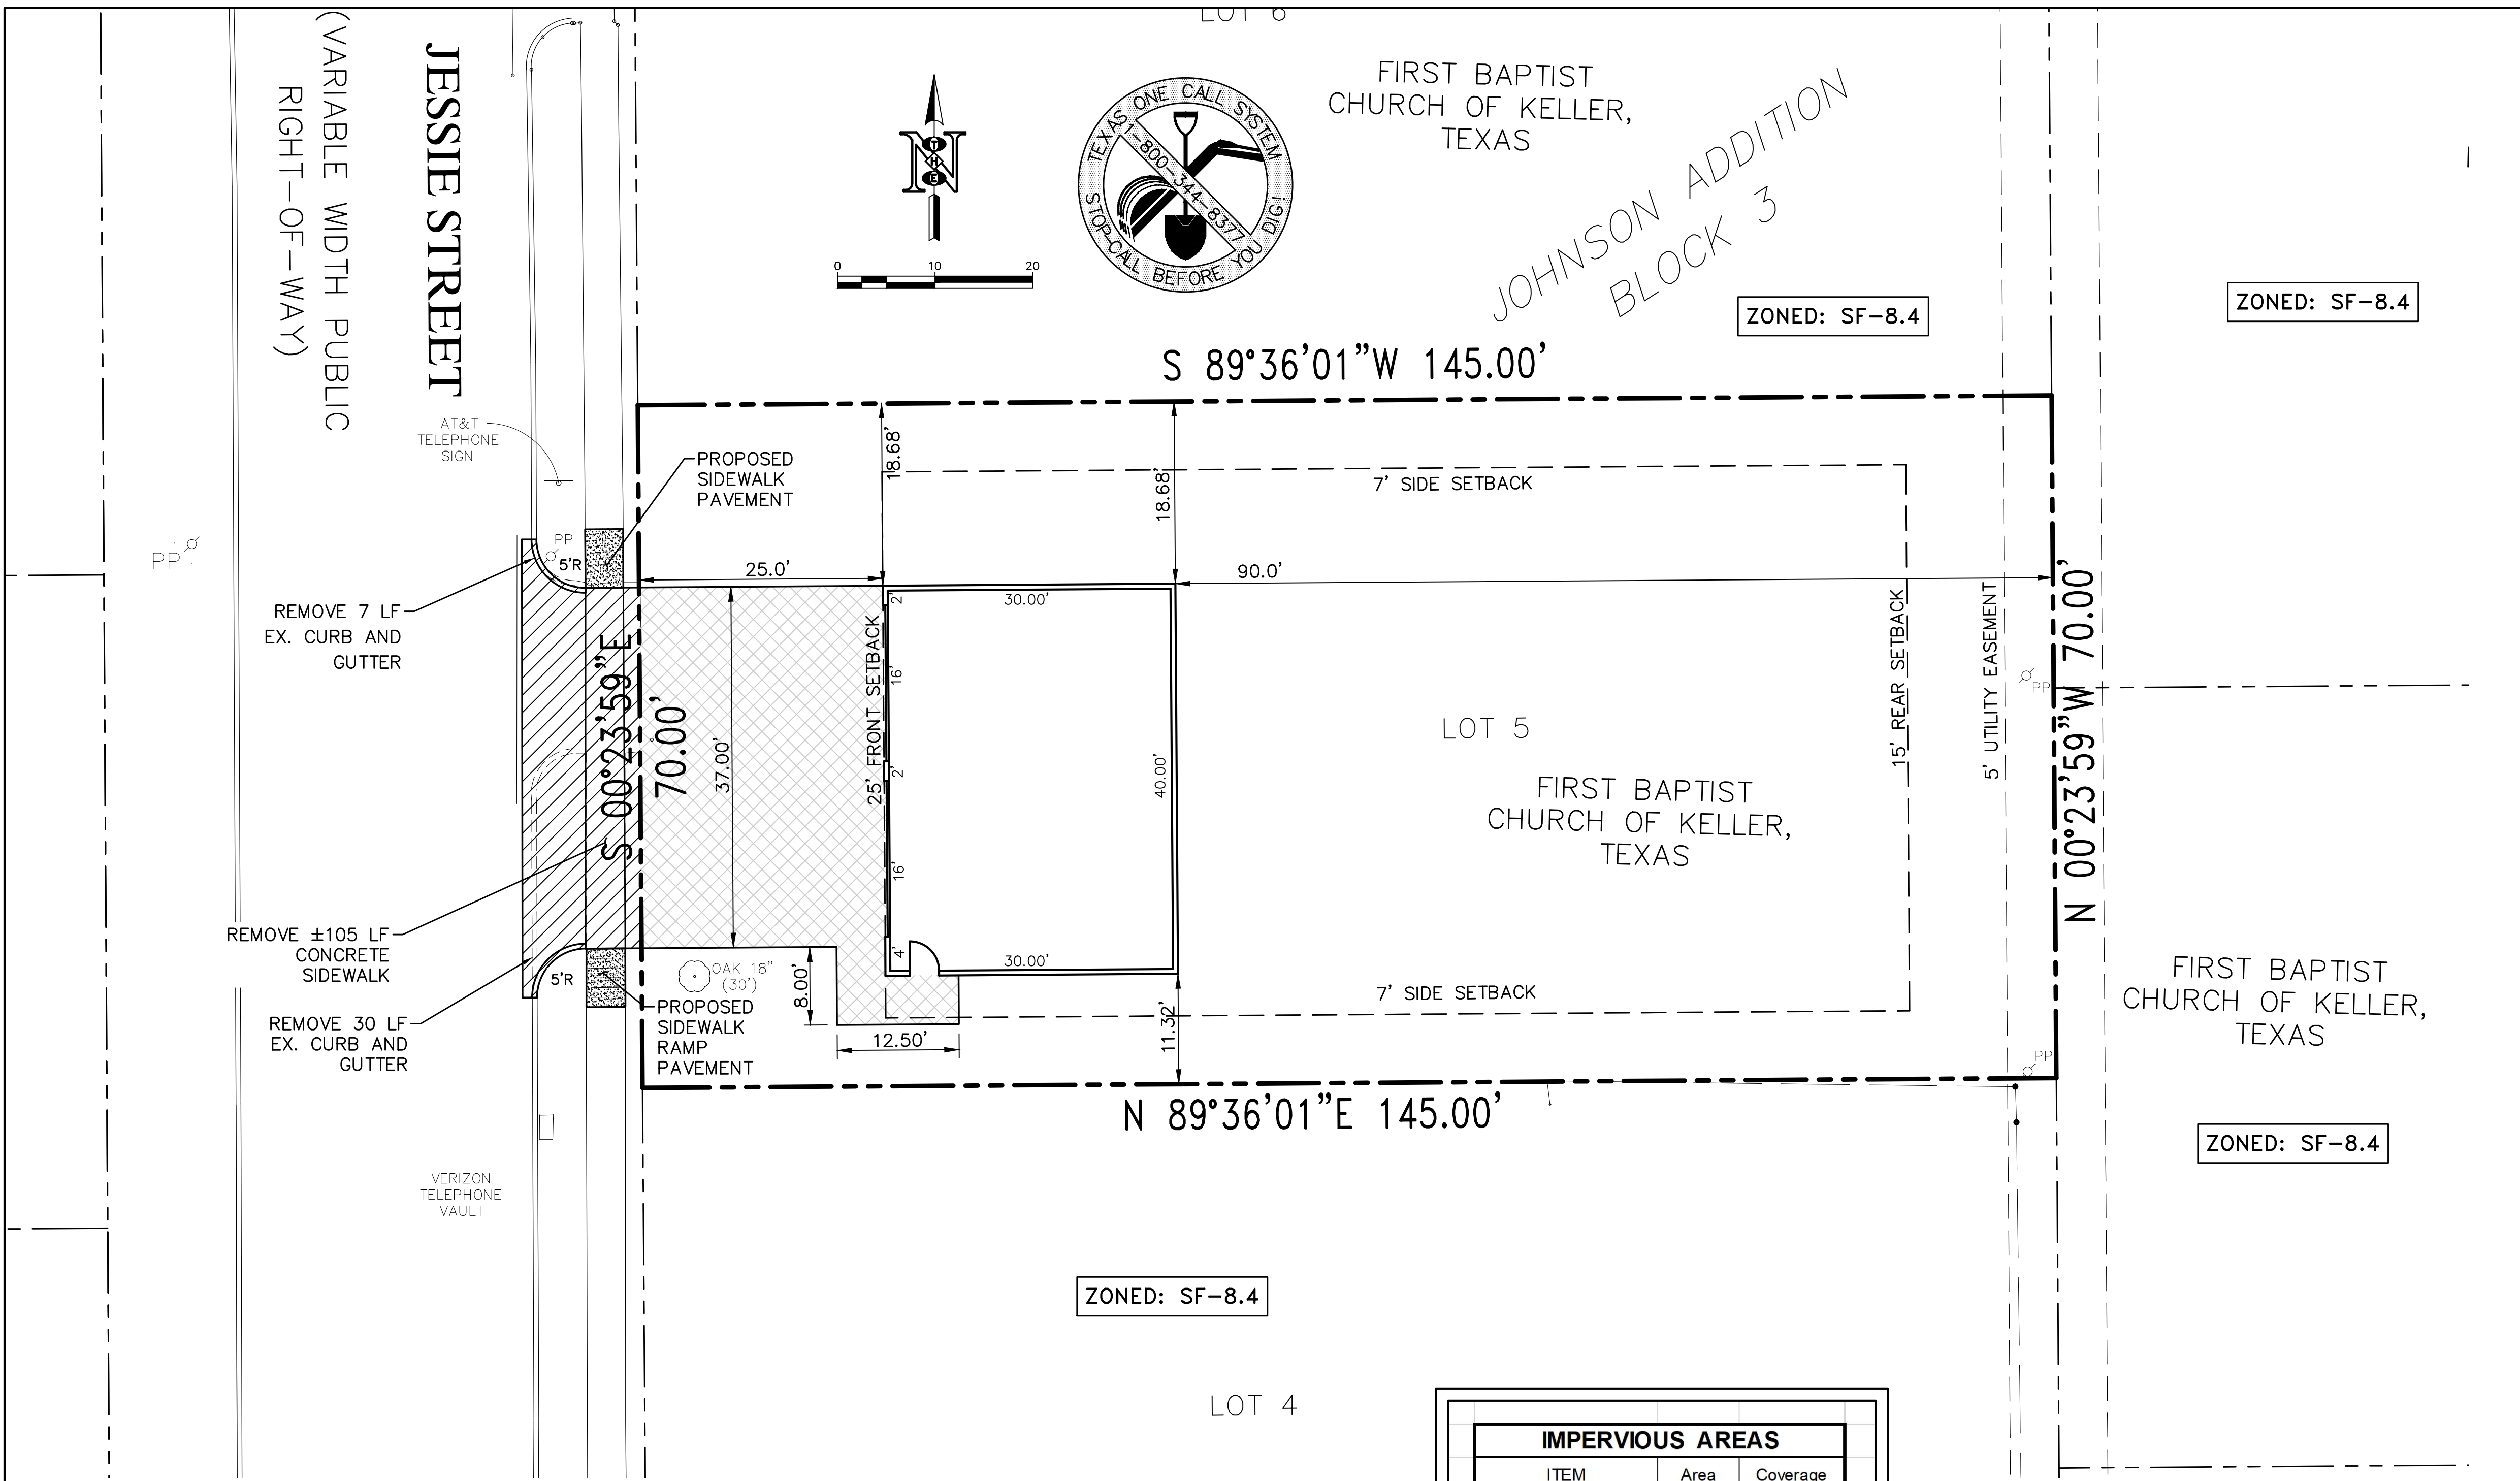 LOT 6
(VARIABLE WIDTH PUBLIC
RIGHT-OF-WAY)
JESSIE STREET
N
T
H
E
0 10 20
TEXAS ONE CALL SYSTEM
1-800-344-8377
STOP-CALL BEFORE YOU DIG!
FIRST BAPTIST
CHURCH OF KELLER,
TEXAS
JOHNSON ADDITION
BLOCK 3
ZONED: SF-8.4
ZONED: SF-8.4
S 89°36'01"W 145.00'
AT&T
TELEPHONE
SIGN
PROPOSED
SIDEWALK
PAVEMENT
18.68'
18.68'
7' SIDE SETBACK
PP
PP
5'R
25.0'
90.0'
REMOVE 7 LF
EX. CURB AND
GUTTER
S 00°23'59"E
70.00'
37.00'
25' FRONT SETBACK
2'
16'
2'
16'
4'
30.00'
40.00'
30.00'
LOT 5
FIRST BAPTIST
CHURCH OF KELLER,
TEXAS
15' REAR SETBACK
5' UTILITY EASEMENT
PP
N 00°23'59"W 70.00'
REMOVE ±105 LF
CONCRETE
SIDEWALK
5'R
OAK 18"
(30')
8.00'
PROPOSED
SIDEWALK
RAMP
PAVEMENT
12.50'
7' SIDE SETBACK
11.32'
REMOVE 30 LF
EX. CURB AND
GUTTER
PP
FIRST BAPTIST
CHURCH OF KELLER,
TEXAS
N 89°36'01"E 145.00'
ZONED: SF-8.4
VERIZON
TELEPHONE
VAULT
ZONED: SF-8.4
LOT 4
IMPERVIOUS AREAS
ITEM Area Coverage